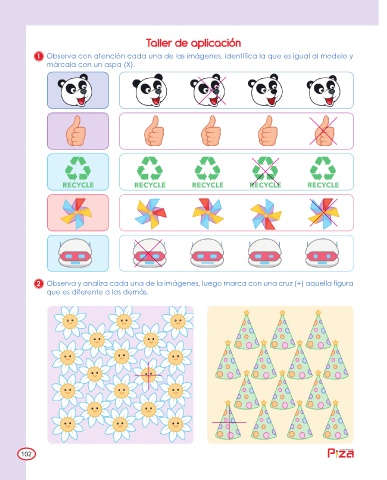 Taller de aplicación
1 Observa con atención cada una de las imágenes, identifica la que es igual al modelo y
márcala con un aspa (X).
RECYCLE RECYCLE RECYCLE RECYCLE RECYCLE
2 Observa y analiza cada una de la imágenes, luego marca con una cruz (+) aquella figura
que es diferente a las demás.
102